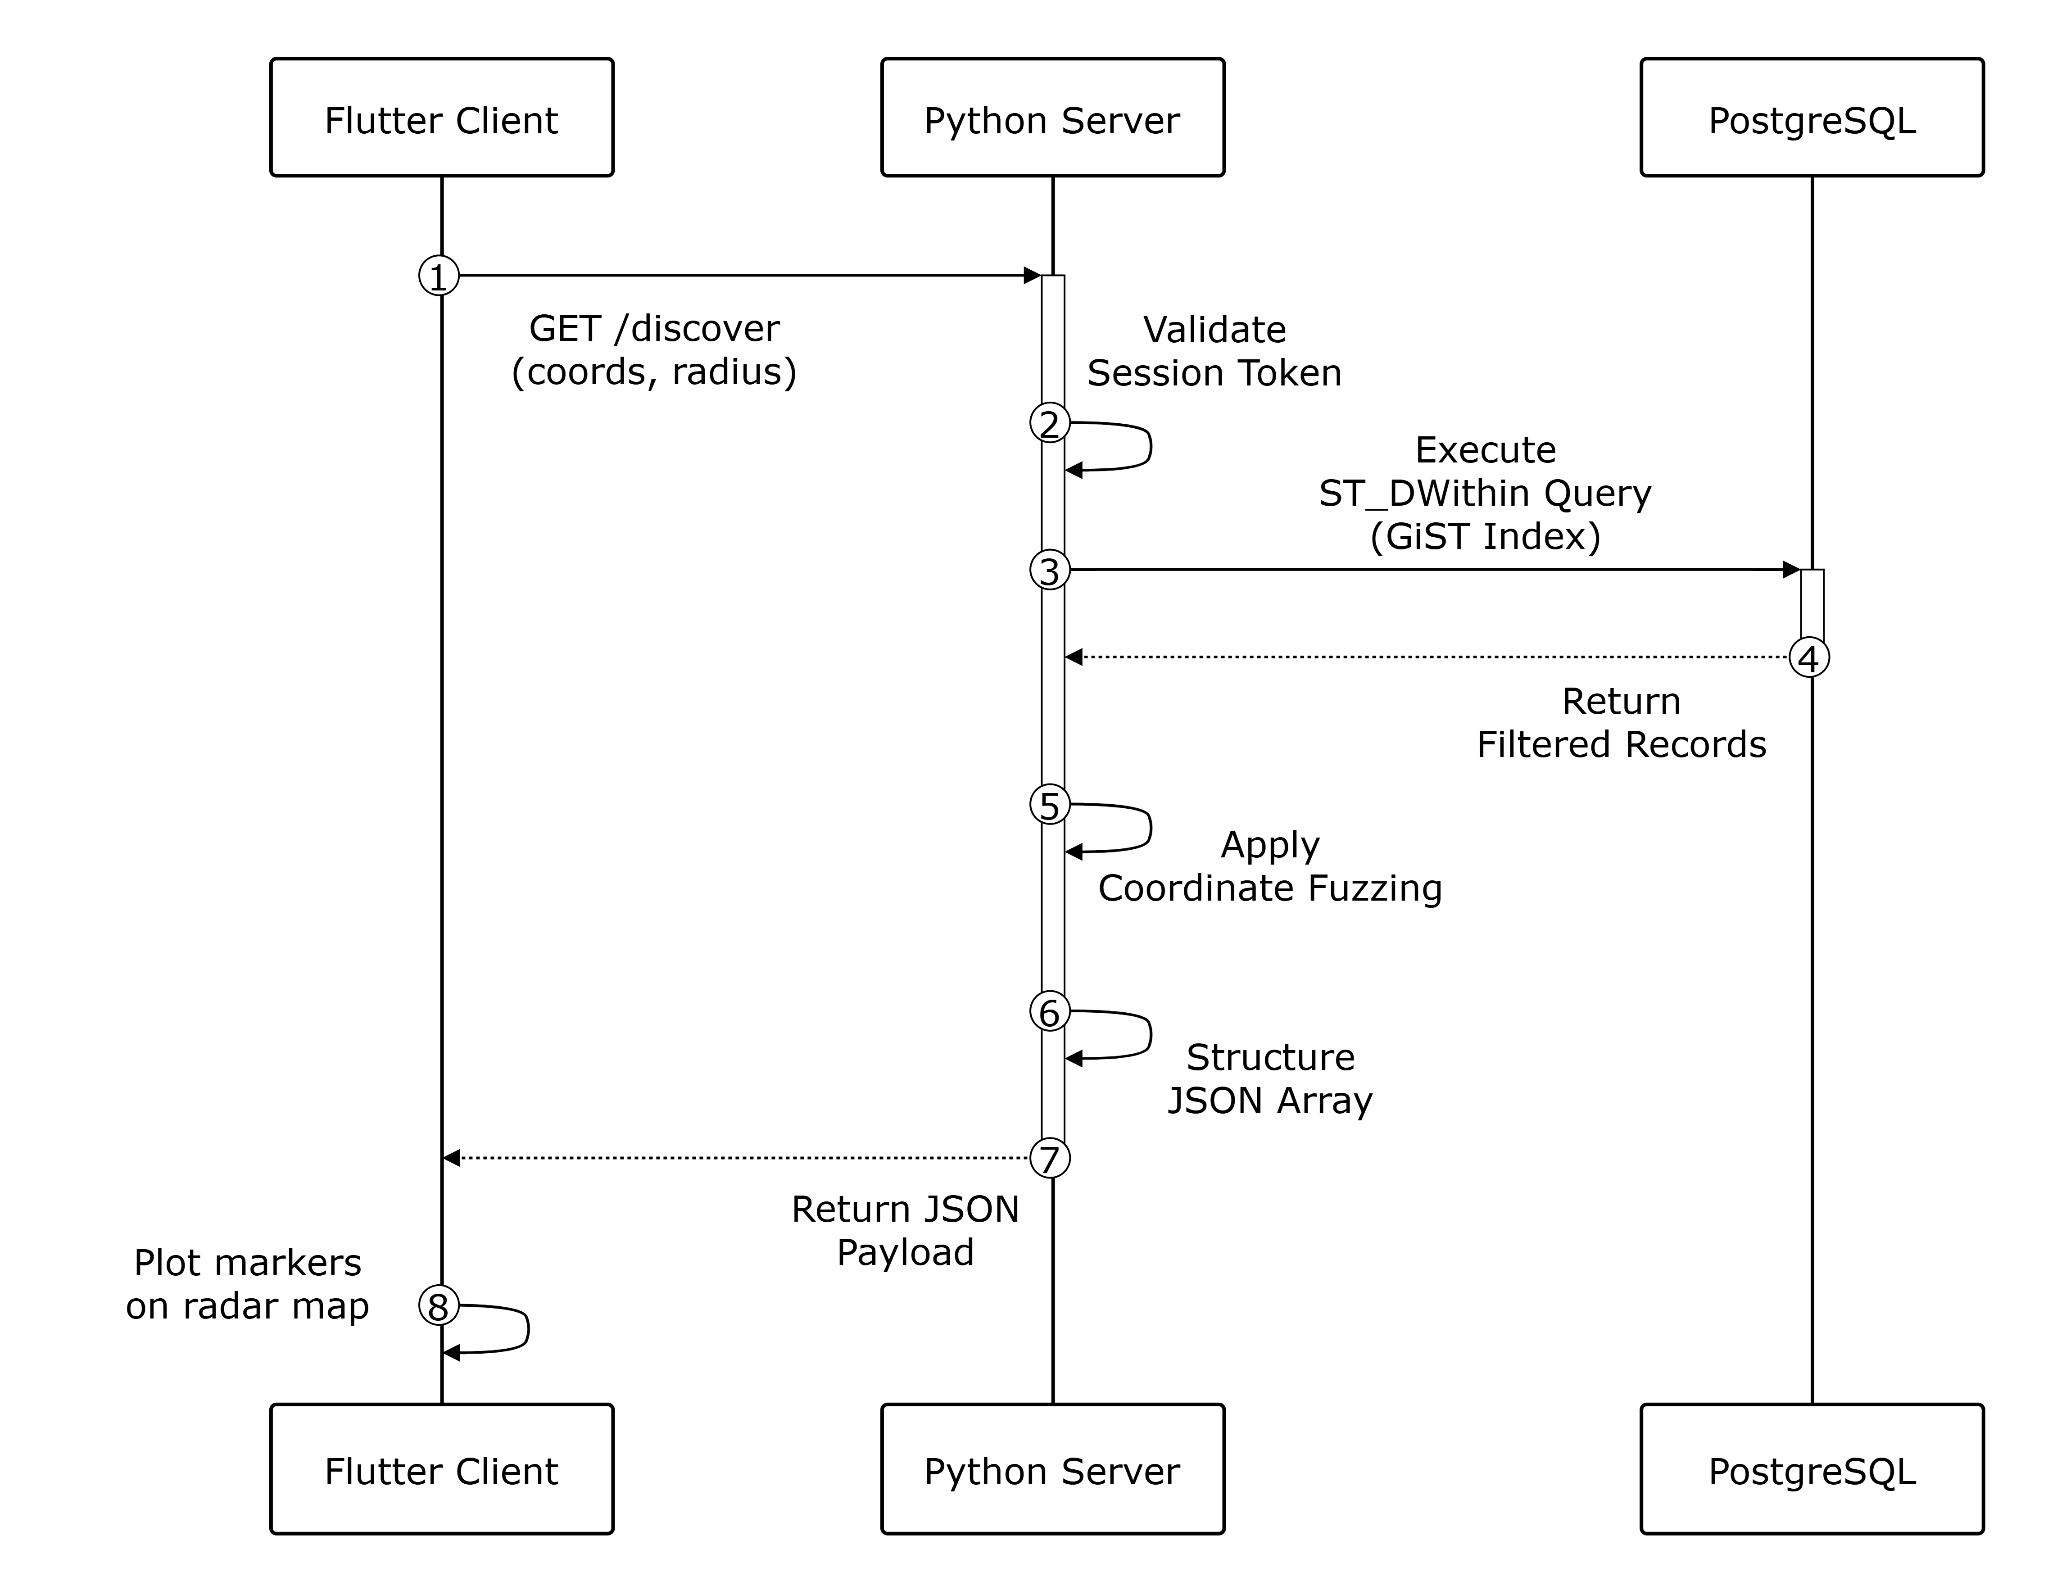 Flutter Client
Python Server
PostgreSQL
1
GET /discover
(coords, radius)
Validate
Session Token
2
Execute
ST_DWithin Query
(GiST Index)
3
4
Return
Filtered Records
5
Apply
Coordinate Fuzzing
6
Structure
JSON Array
7
Return JSON
Payload
Plot markers
on radar map
8
Flutter Client
Python Server
PostgreSQL